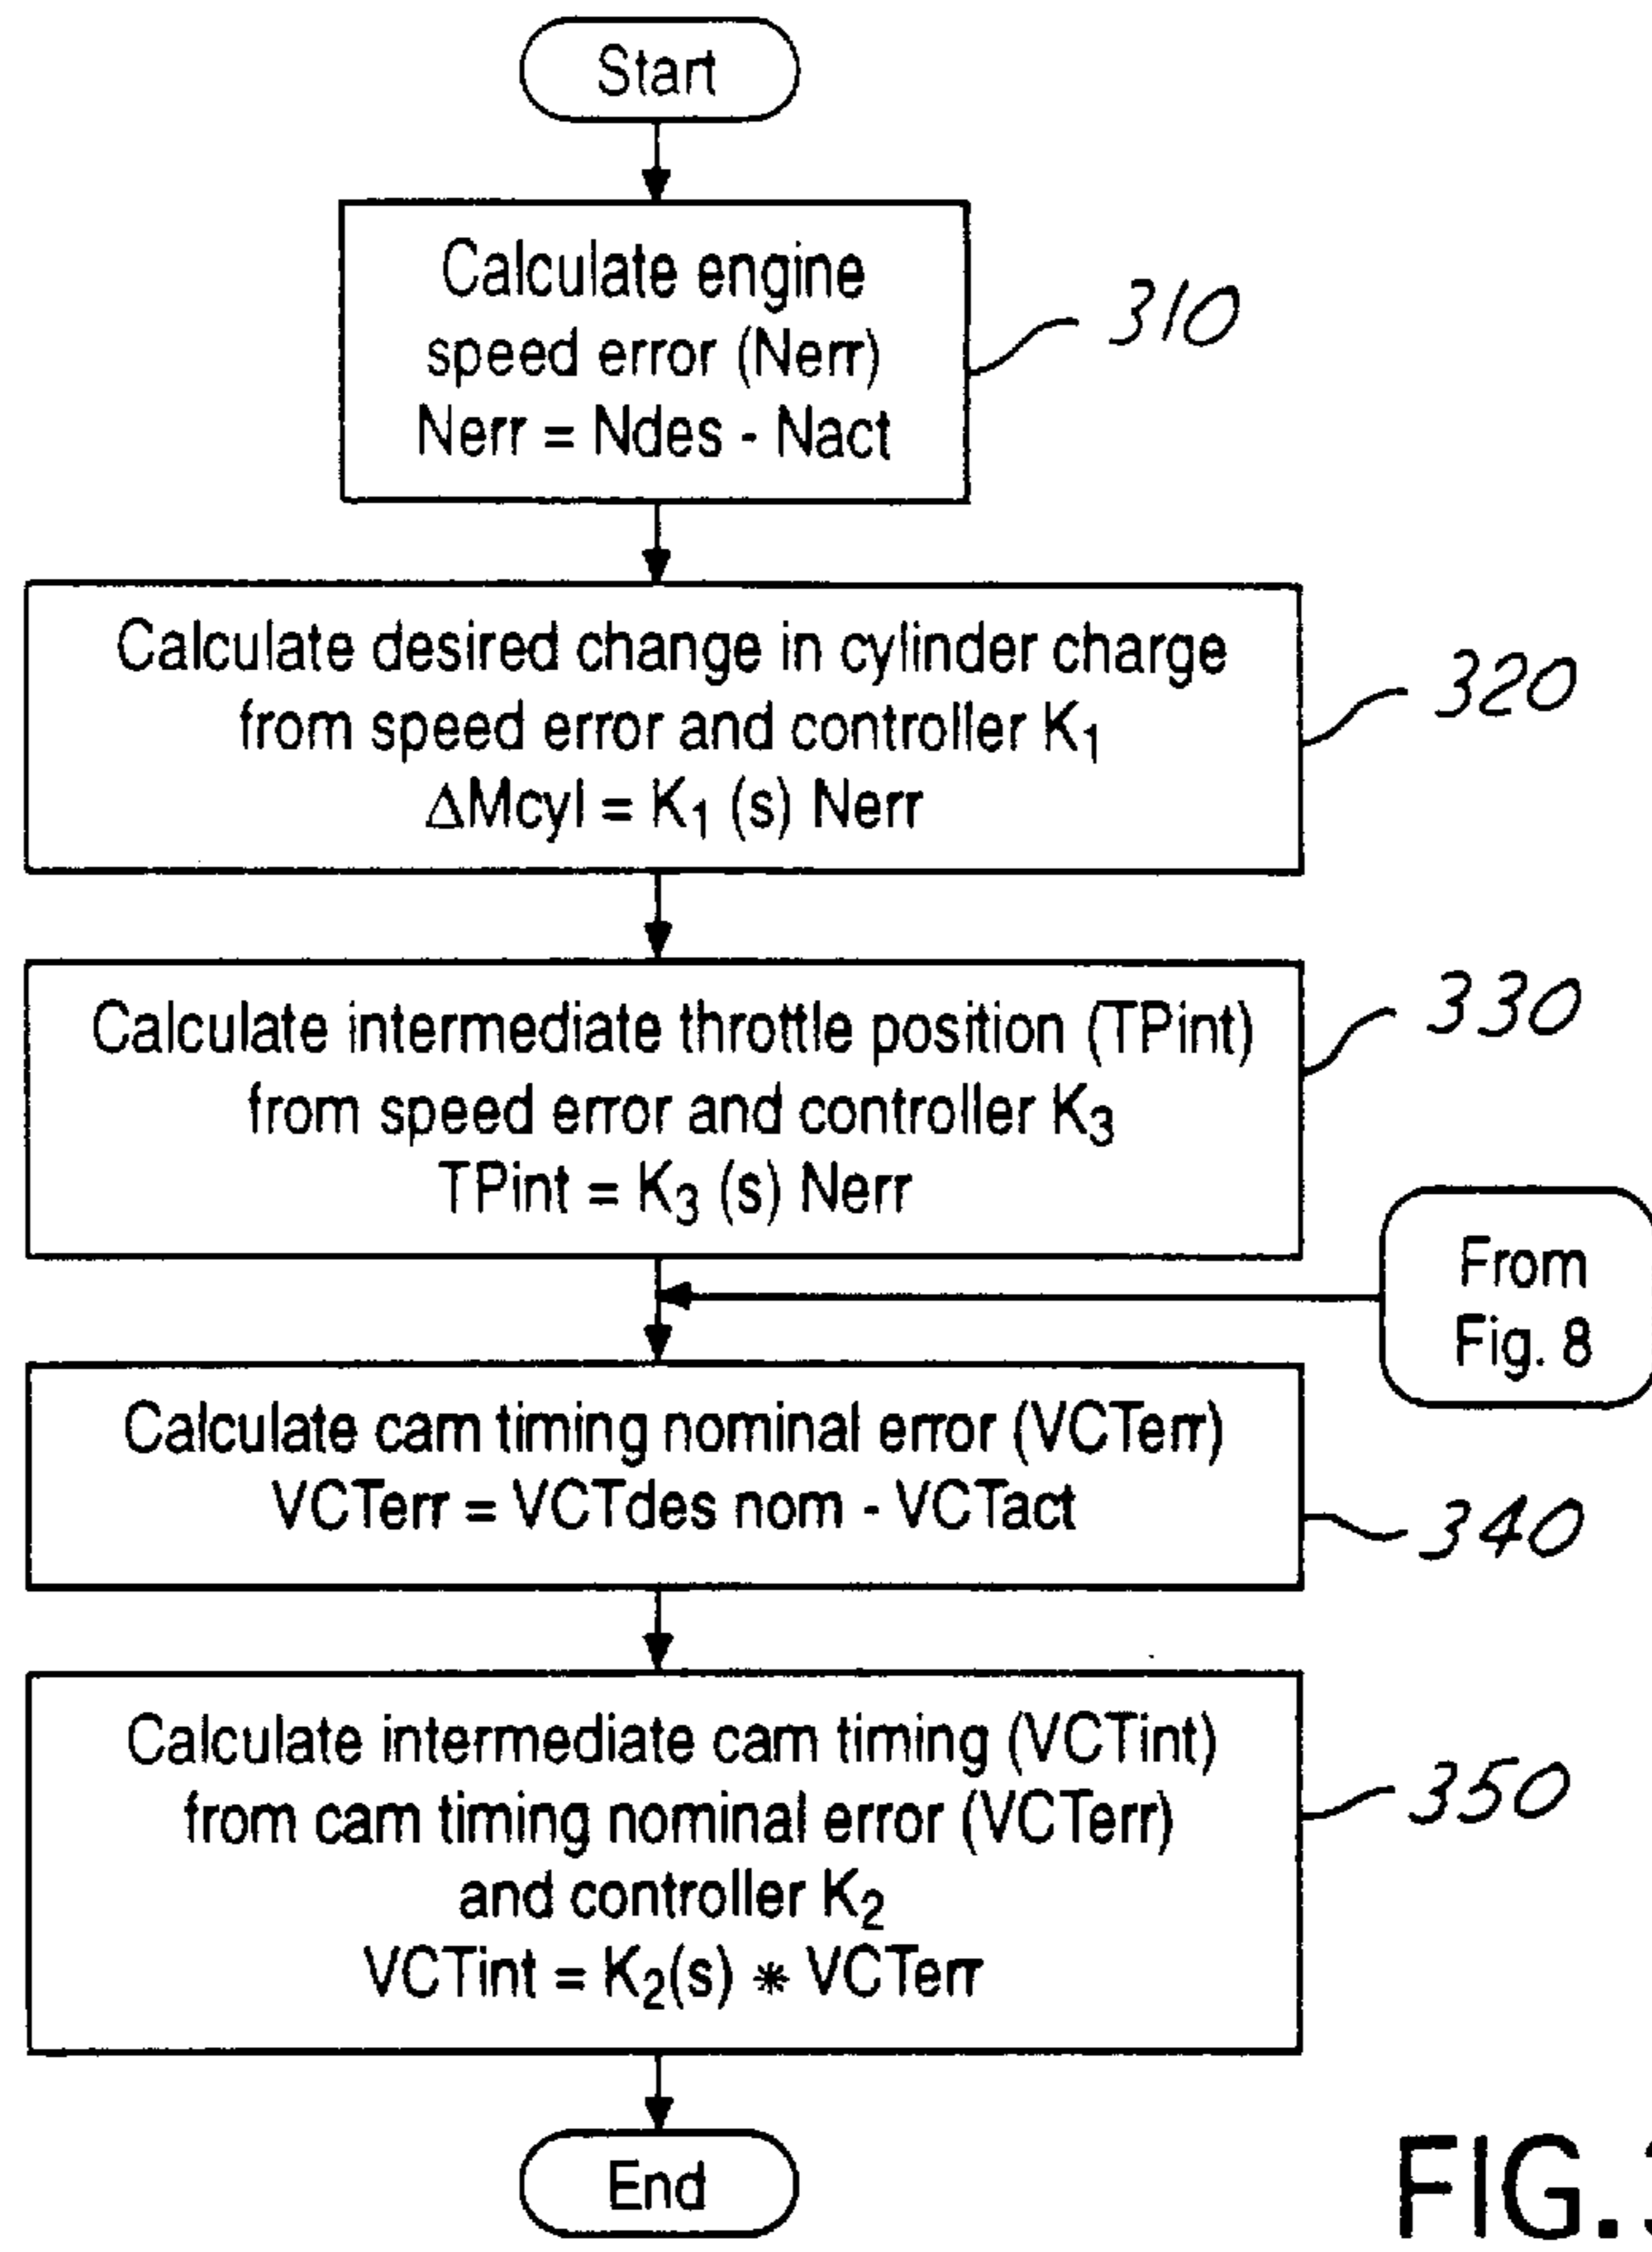 Start
Calculate engine
speed error (Nerr)
Nerr = Ndes - Nact
310
Calculate desired change in cylinder charge
from speed error and controller K₁
ΔMcyl = K₁ (s) Nerr
320
Calculate intermediate throttle position (TPint)
from speed error and controller K₃
TPint = K₃ (s) Nerr
330
From
Fig. 8
Calculate cam timing nominal error (VCTerr)
VCTerr = VCTdes nom - VCTact
340
Calculate intermediate cam timing (VCTint)
from cam timing nominal error (VCTerr)
and controller K₂
VCTint = K₂(s) * VCTerr
350
End
FIG.